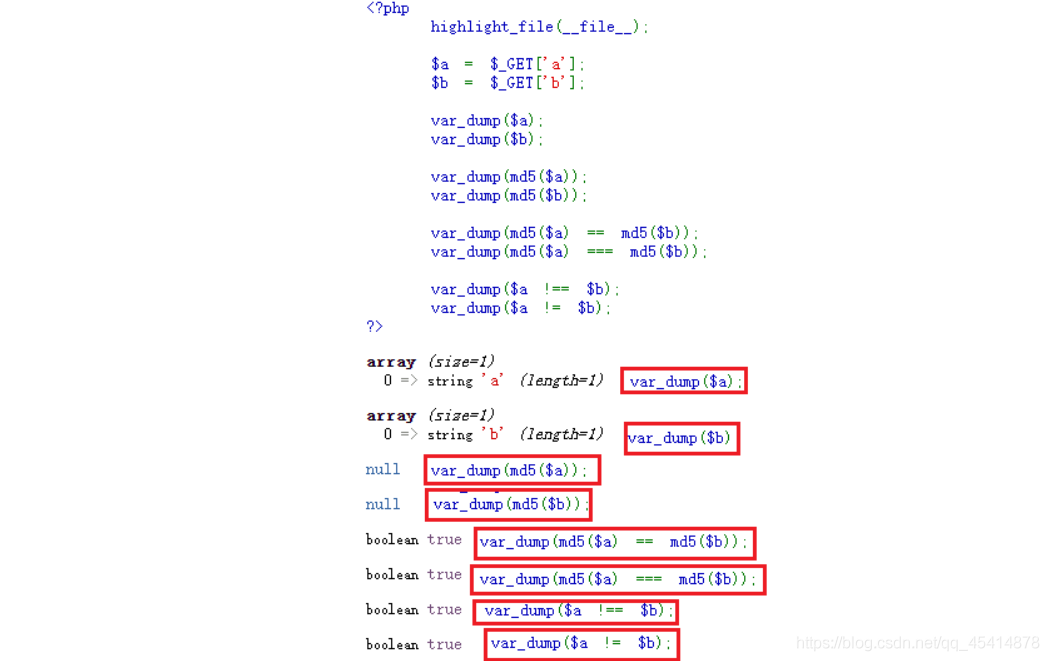 <?php
highlight_file(__file__);
$a = $_GET['a'];
$b = $_GET['b'];
var_dump($a);
var_dump($b);
var_dump(md5($a));
var_dump(md5($b));
var_dump(md5($a) == md5($b));
var_dump(md5($a) === md5($b));
var_dump($a !== $b);
var_dump($a != $b);
?>
array (size=1)
0 => string 'a' (length=1) var_dump($a);
array (size=1)
0 => string 'b' (length=1) var_dump($b)
null var_dump(md5($a));
null var_dump(md5($b));
boolean true var_dump(md5($a) == md5($b));
boolean true var_dump(md5($a) === md5($b));
boolean true var_dump($a !== $b);
boolean true var_dump($a != $b);
https://blog.csdn.net/qq_45414878